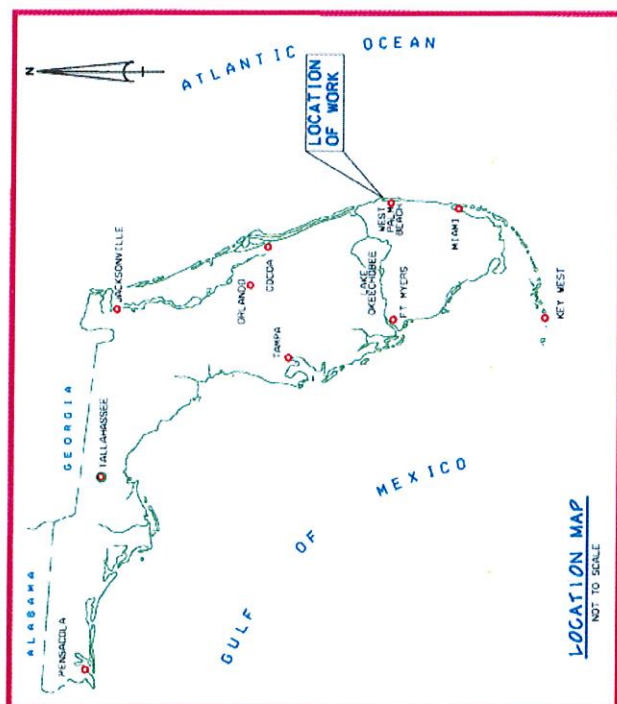 N
ATLANTIC OCEAN
LOCATION
OF WORK
ALABAMA
GEORGIA
PENSACOLA
TALLAHASSEE
JACKSONVILLE
ORLANDO
COCOA
TAMPA
LAKE
OKEECHOBEE
WEST
PALM
BEACH
FT MYERS
MIAMI
KEY WEST
GULF OF MEXICO
LOCATION MAP
NOT TO SCALE